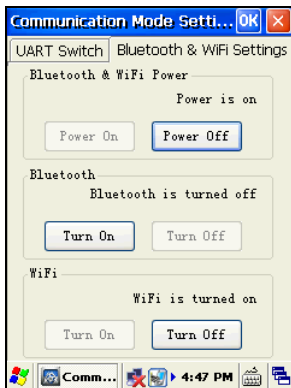 Communication Mode Setti... OK
UART Switch Bluetooth & WiFi Settings
Bluetooth & WiFi Power
Power is on
Power On Power Off
Bluetooth
Bluetooth is turned off
Turn On Turn Off
WiFi
WiFi is turned on
Turn On Turn Off
Comm... 4:47 PM